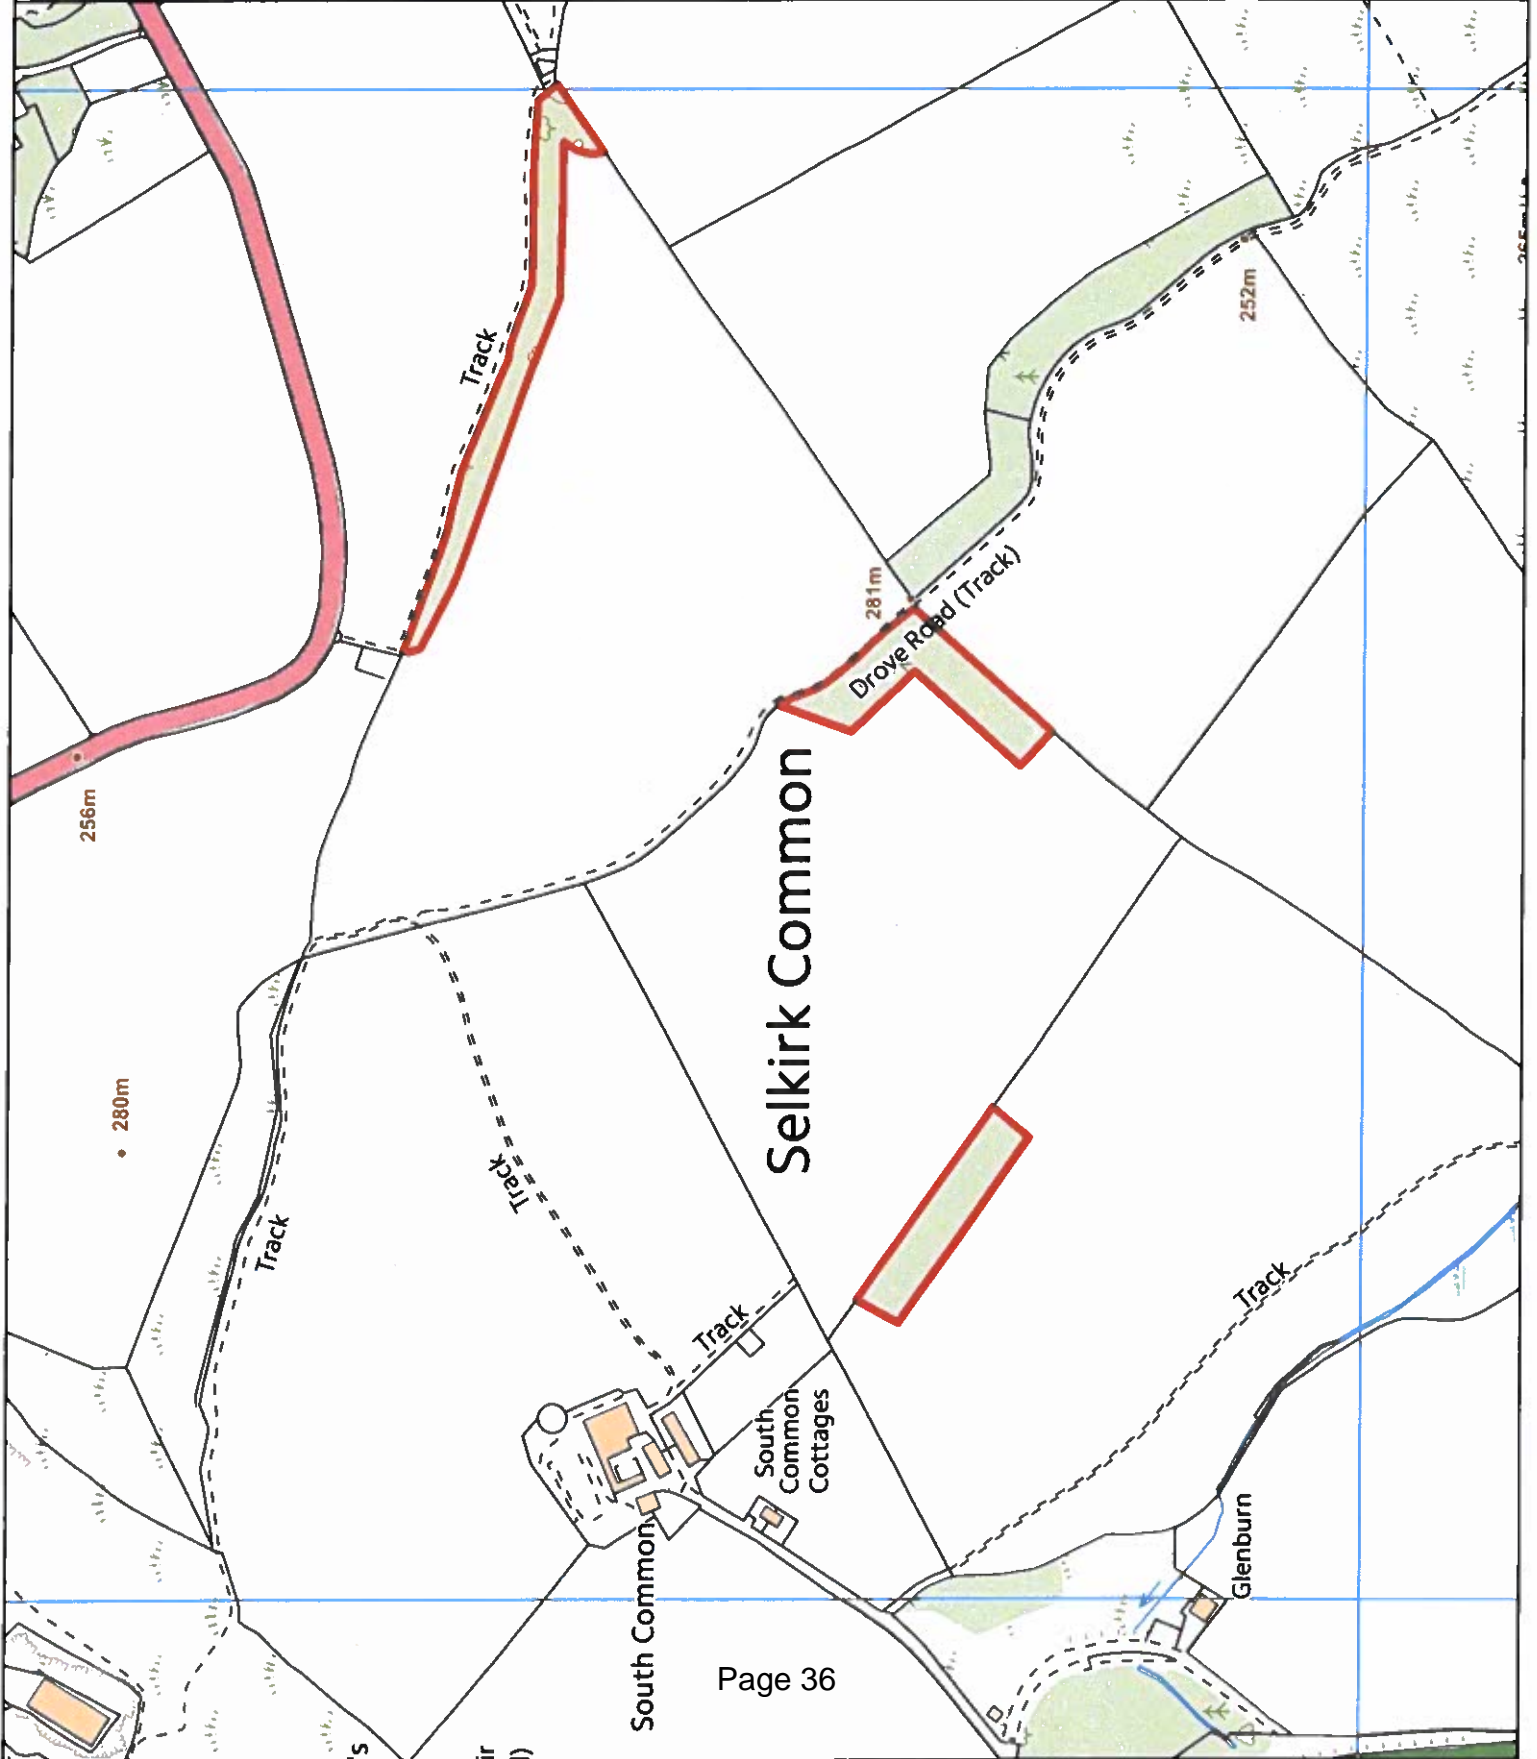 Track
252m
281m
Drove Road (Track)
256m
Selkirk Common
280m
Track
Track
Track
Track
South
Common
Cottages
South Common
Glenburn
Page 36